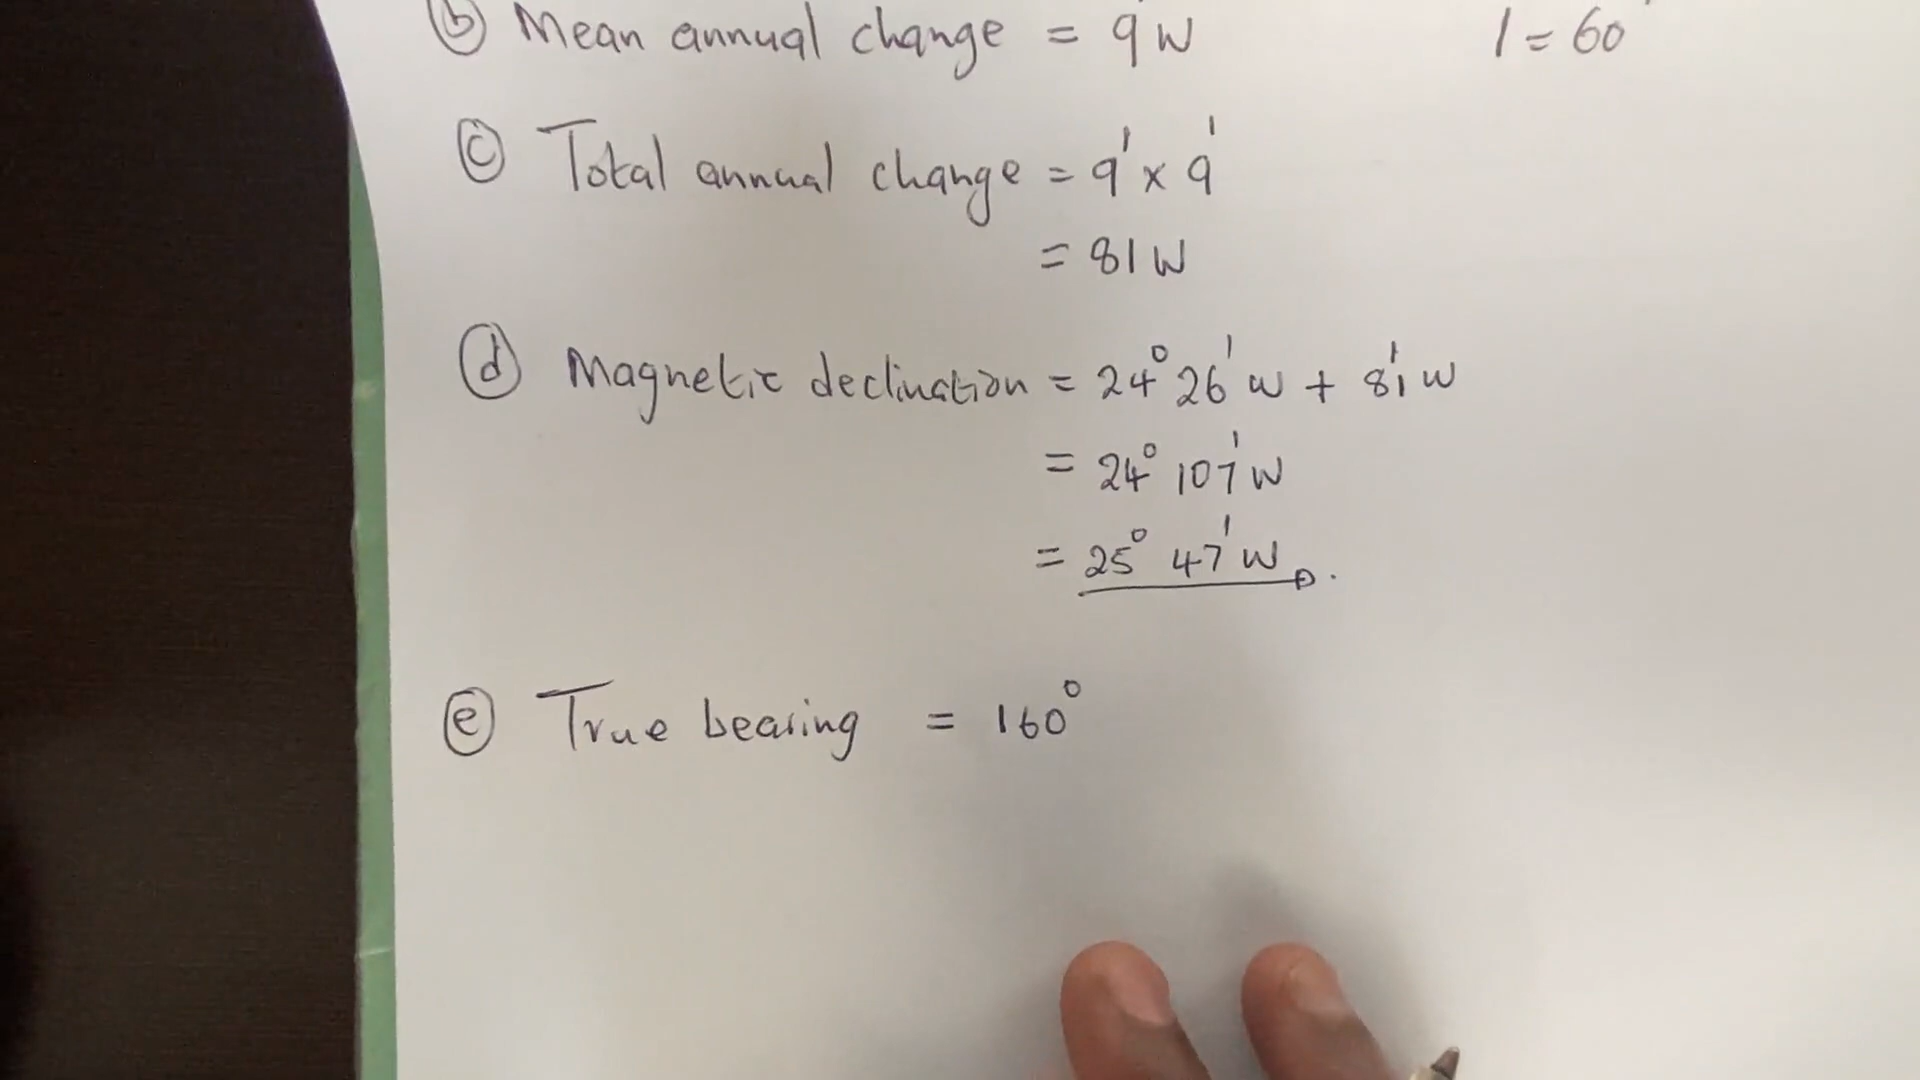 (b) Mean annual change = 9'W 1 = 60'
(c) Total annual change = 9' x 9'
= 81 W
(d) Magnetic declination = 24° 26' W + 81' W
= 24° 107' W
= 25° 47' W
(e) True bearing = 160°